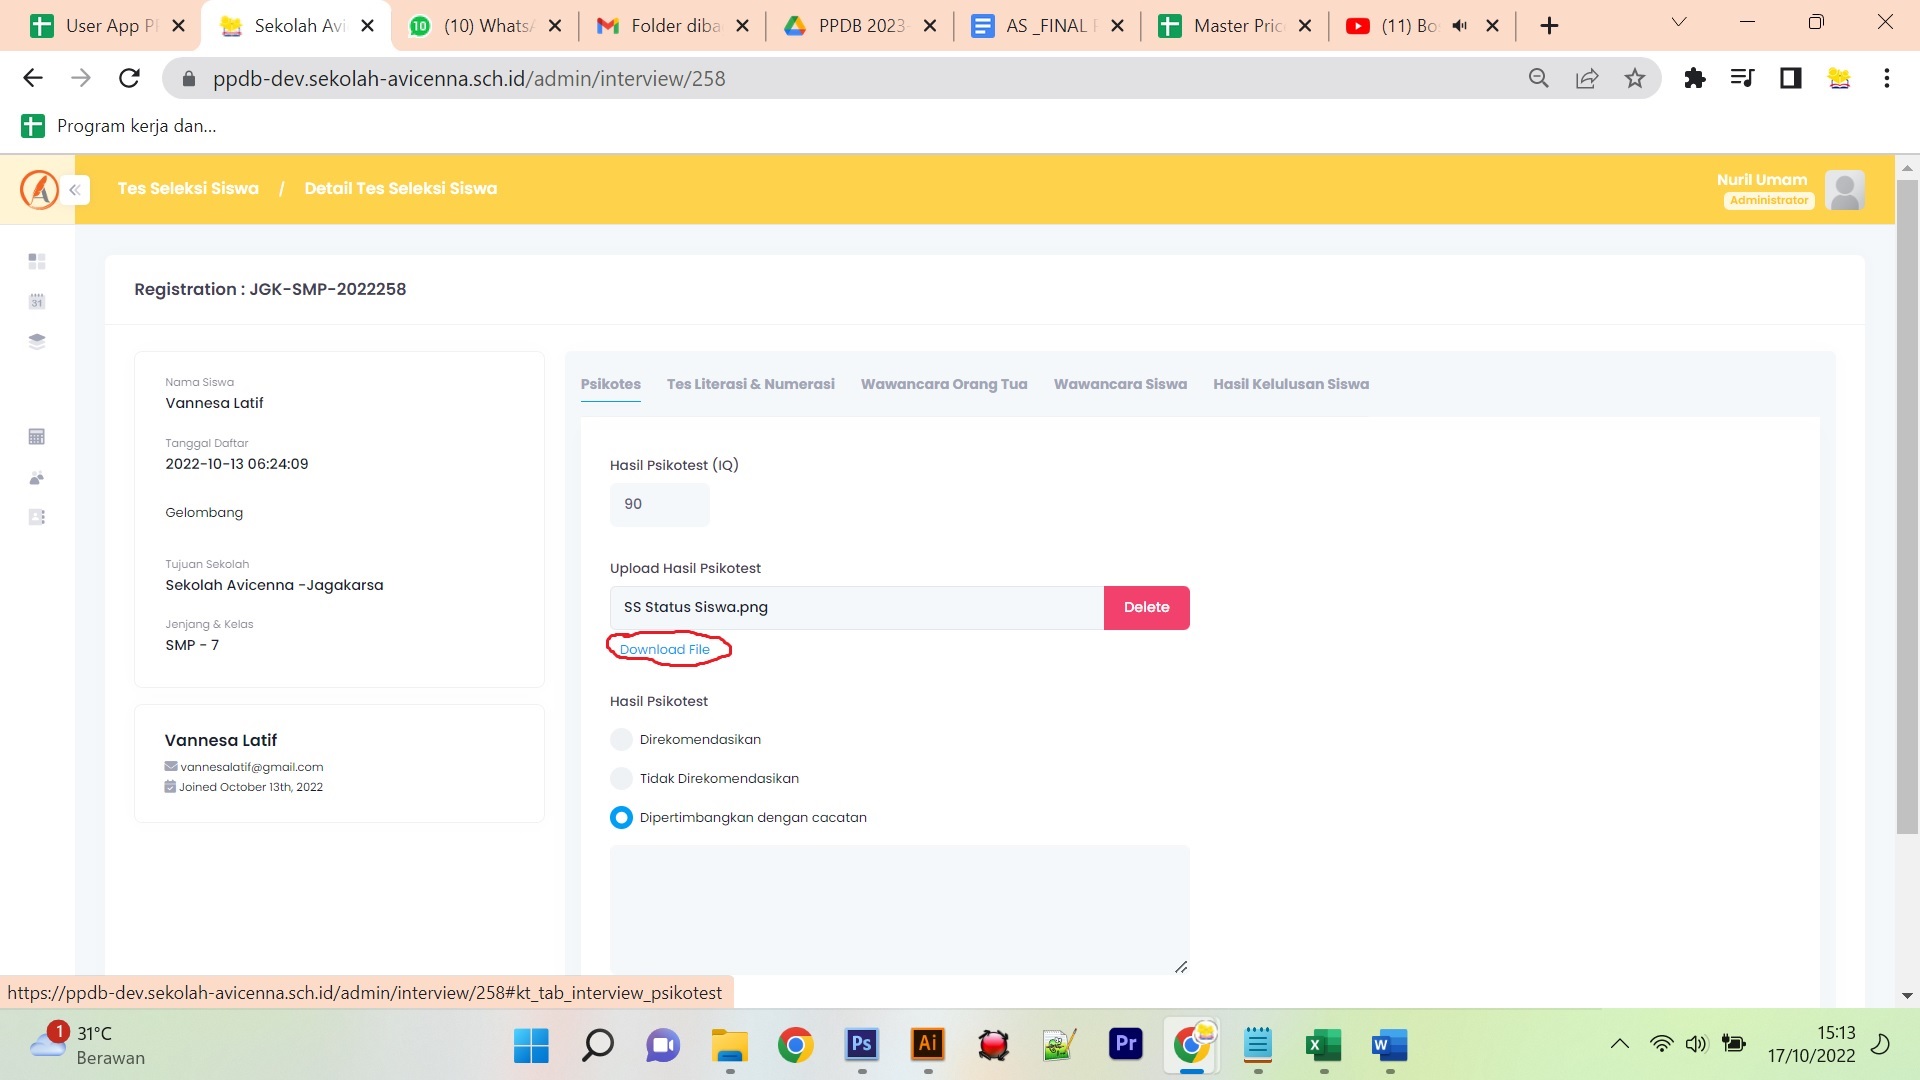 User App P
Sekolah Avi
(10) Whats
Folder diba
PPDB 2023-
AS _FINAL
Master Pric
(11) Bo
ppdb-dev.sekolah-avicenna.sch.id/admin/interview/258
Program kerja dan...
Tes Seleksi Siswa / Detail Tes Seleksi Siswa
Nuril Umam
Administrator
Registration : JGK-SMP-2022258
Nama Siswa
Vannesa Latif
Tanggal Daftar
2022-10-13 06:24:09
Gelombang
Tujuan Sekolah
Sekolah Avicenna -Jagakarsa
Jenjang & Kelas
SMP - 7
Vannesa Latif
vannesalatif@gmail.com
Joined October 13th, 2022
Psikotes Tes Literasi & Numerasi Wawancara Orang Tua Wawancara Siswa Hasil Kelulusan Siswa
Hasil Psikotest (IQ)
90
Upload Hasil Psikotest
SS Status Siswa.png
Delete
Download File
Hasil Psikotest
Direkomendasikan
Tidak Direkomendasikan
Dipertimbangkan dengan cacatan
https://ppdb-dev.sekolah-avicenna.sch.id/admin/interview/258#kt_tab_interview_psikotest
1
31°C
Berawan
Ps
Ai
Pr
15:13
17/10/2022